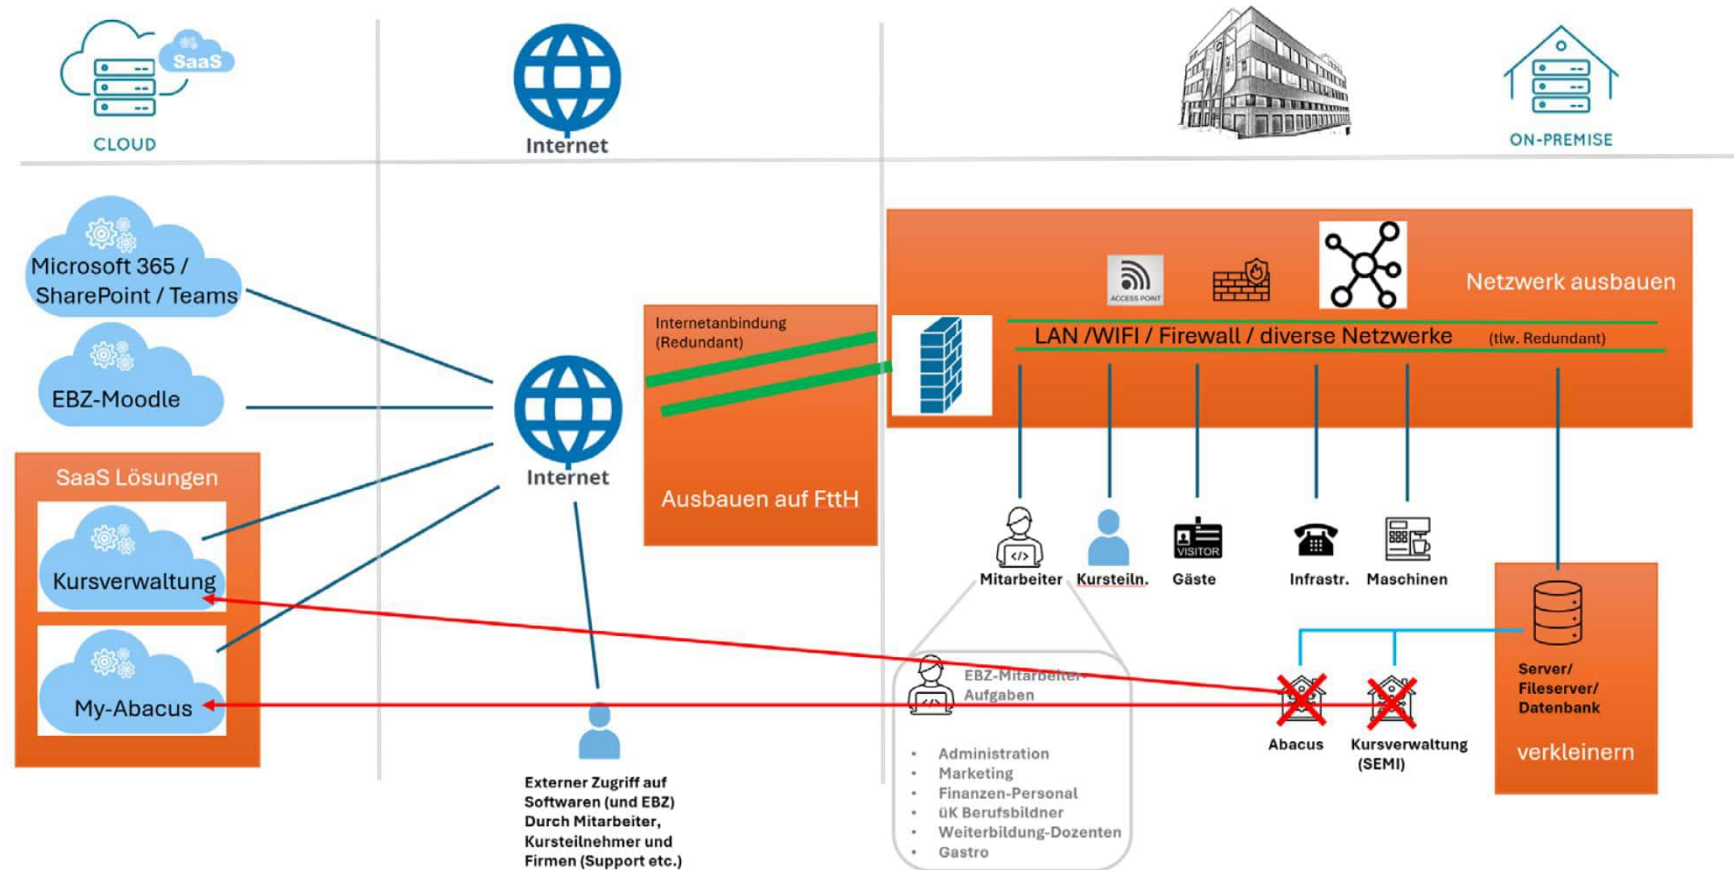 SaaS
CLOUD
Internet
ON-PREMISE
Microsoft 365 /
SharePoint / Teams
EBZ-Moodle
SaaS Lösungen
Kursverwaltung
My-Abacus
Internet
Externer Zugriff auf
Softwaren (und EBZ)
Durch Mitarbeiter,
Kursteilnehmer und
Firmen (Support etc.)
Internetanbindung
(Redundant)
Ausbauen auf FttH
ACCESS POINT
Netzwerk ausbauen
LAN /WIFI / Firewall / diverse Netzwerke (tlw. Redundant)
VISITOR
Mitarbeiter
Kursteiln.
Gäste
Infrastr.
Maschinen
EBZ-Mitarbeiter-
Aufgaben
• Administration
• Marketing
• Finanzen-Personal
• üK Berufsbildner
• Weiterbildung-Dozenten
• Gastro
Abacus
Kursverwaltung
(SEMI)
Server/
Fileserver/
Datenbank
verkleinern